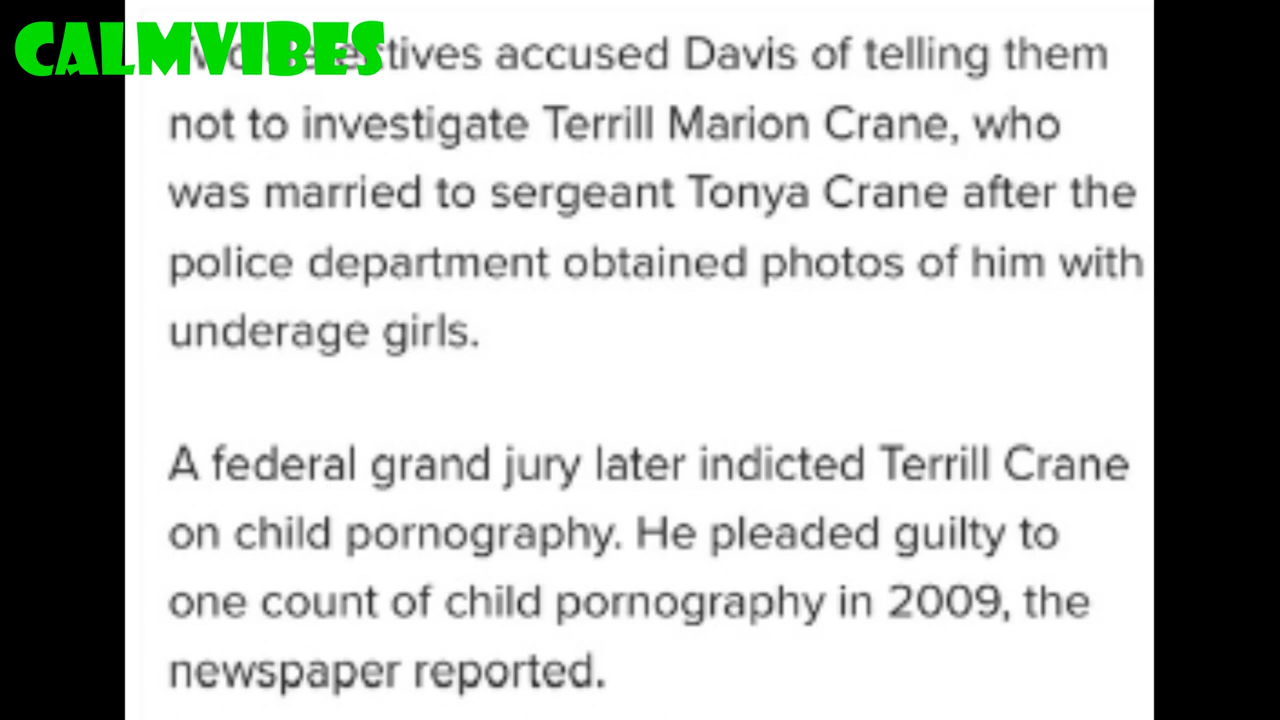 CALMVIBES
accused Davis of telling them
not to investigate Terrill Marion Crane, who
was married to sergeant Tonya Crane after the
police department obtained photos of him with
underage girls.
A federal grand jury later indicted Terrill Crane
on child pornography. He pleaded guilty to
one count of child pornography in 2009, the
newspaper reported.